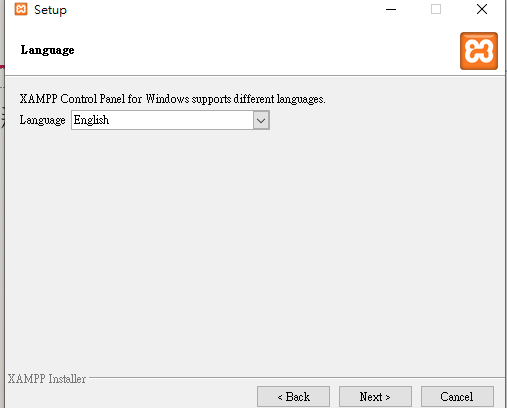 Setup
Language
XAMPP Control Panel for Windows supports different languages.
Language English
XAMPP Installer
< Back Next > Cancel